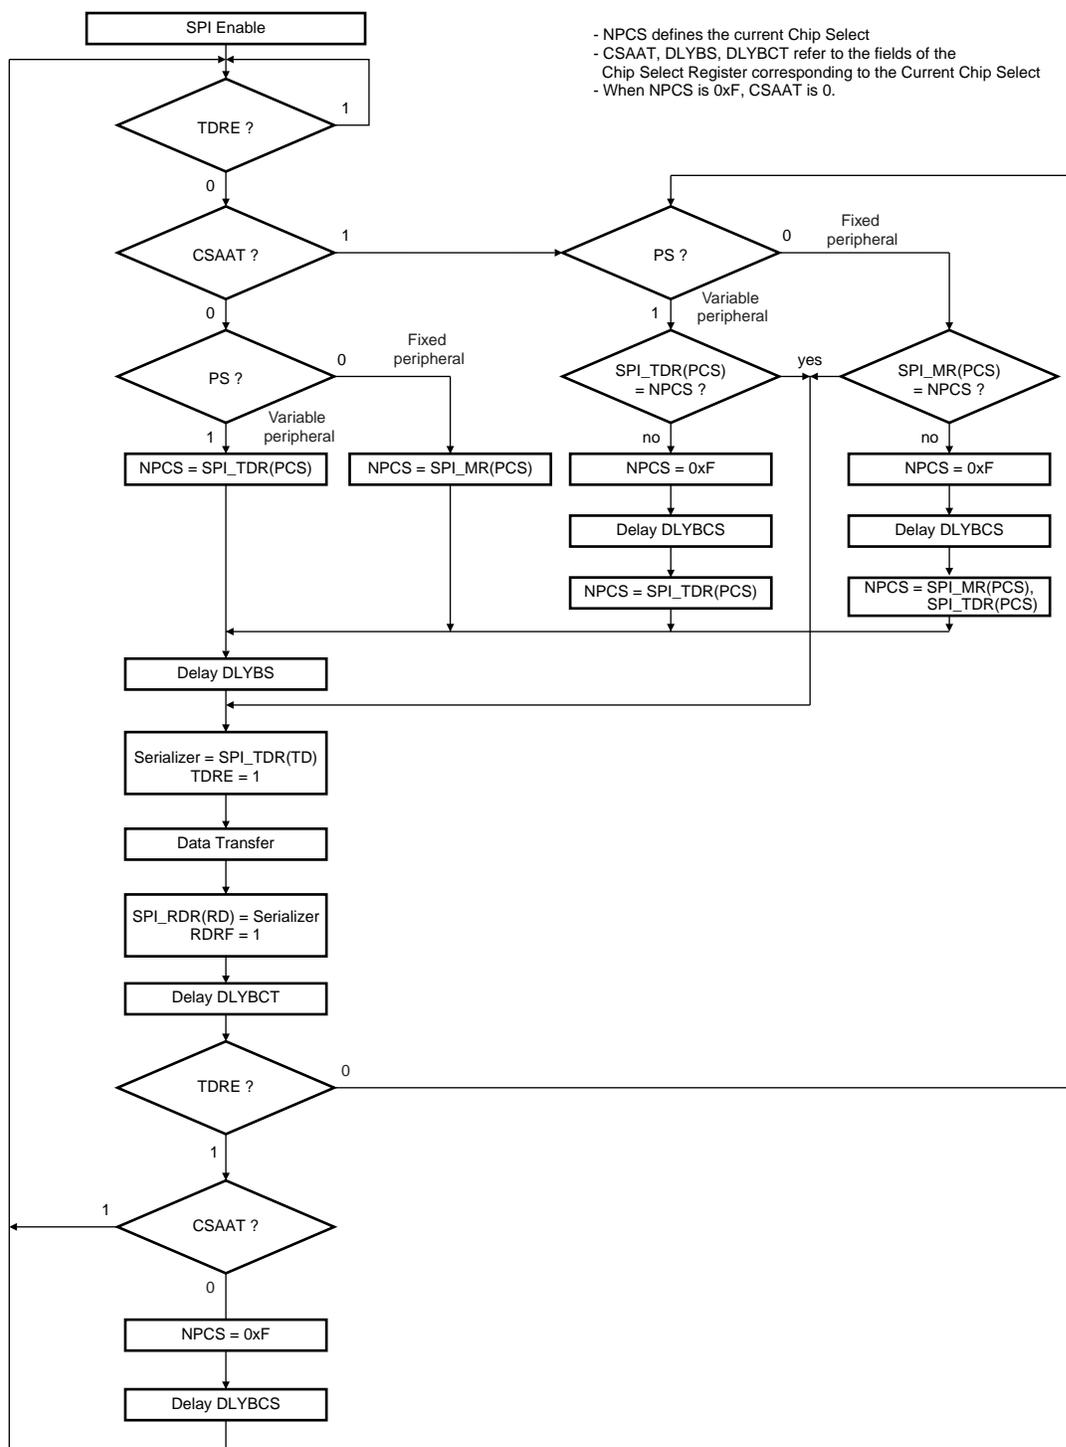 SPI Enable
- NPCS defines the current Chip Select
- CSAAT, DLYBS, DLYBCT refer to the fields of the
Chip Select Register corresponding to the Current Chip Select
- When NPCS is 0xF, CSAAT is 0.
1
TDRE ?
0
CSAAT ?
1
PS ?
0
Fixed
peripheral
0
1
Variable
peripheral
PS ?
0
Fixed
peripheral
SPI_TDR(PCS)
= NPCS ?
yes
SPI_MR(PCS)
= NPCS ?
1
Variable
peripheral
no
no
NPCS = SPI_TDR(PCS)
NPCS = SPI_MR(PCS)
NPCS = 0xF
NPCS = 0xF
Delay DLYBCS
Delay DLYBCS
NPCS = SPI_TDR(PCS)
NPCS = SPI_MR(PCS),
SPI_TDR(PCS)
Delay DLYBS
Serializer = SPI_TDR(TD)
TDRE = 1
Data Transfer
SPI_RDR(RD) = Serializer
RDRF = 1
Delay DLYBCT
TDRE ?
0
1
CSAAT ?
1
0
NPCS = 0xF
Delay DLYBCS